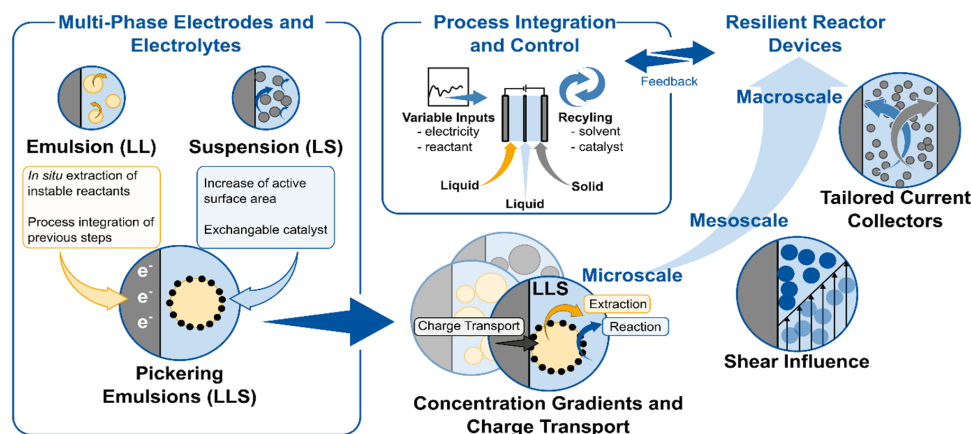 Multi-Phase Electrodes and
Electrolytes
Emulsion (LL)
Suspension (LS)
In situ extraction of
instable reactants
Process integration of
previous steps
Increase of active
surface area
Exchangable catalyst
e-
e-
e-
Pickering
Emulsions (LLS)
Process Integration
and Control
Variable Inputs
- electricity
- reactant
Recyling
- solvent
- catalyst
Liquid
Liquid
Solid
Feedback
Resilient Reactor
Devices
Macroscale
Tailored Current
Collectors
Mesoscale
Shear Influence
Microscale
LLS
Extraction
Charge Transport
Reaction
Concentration Gradients and
Charge Transport